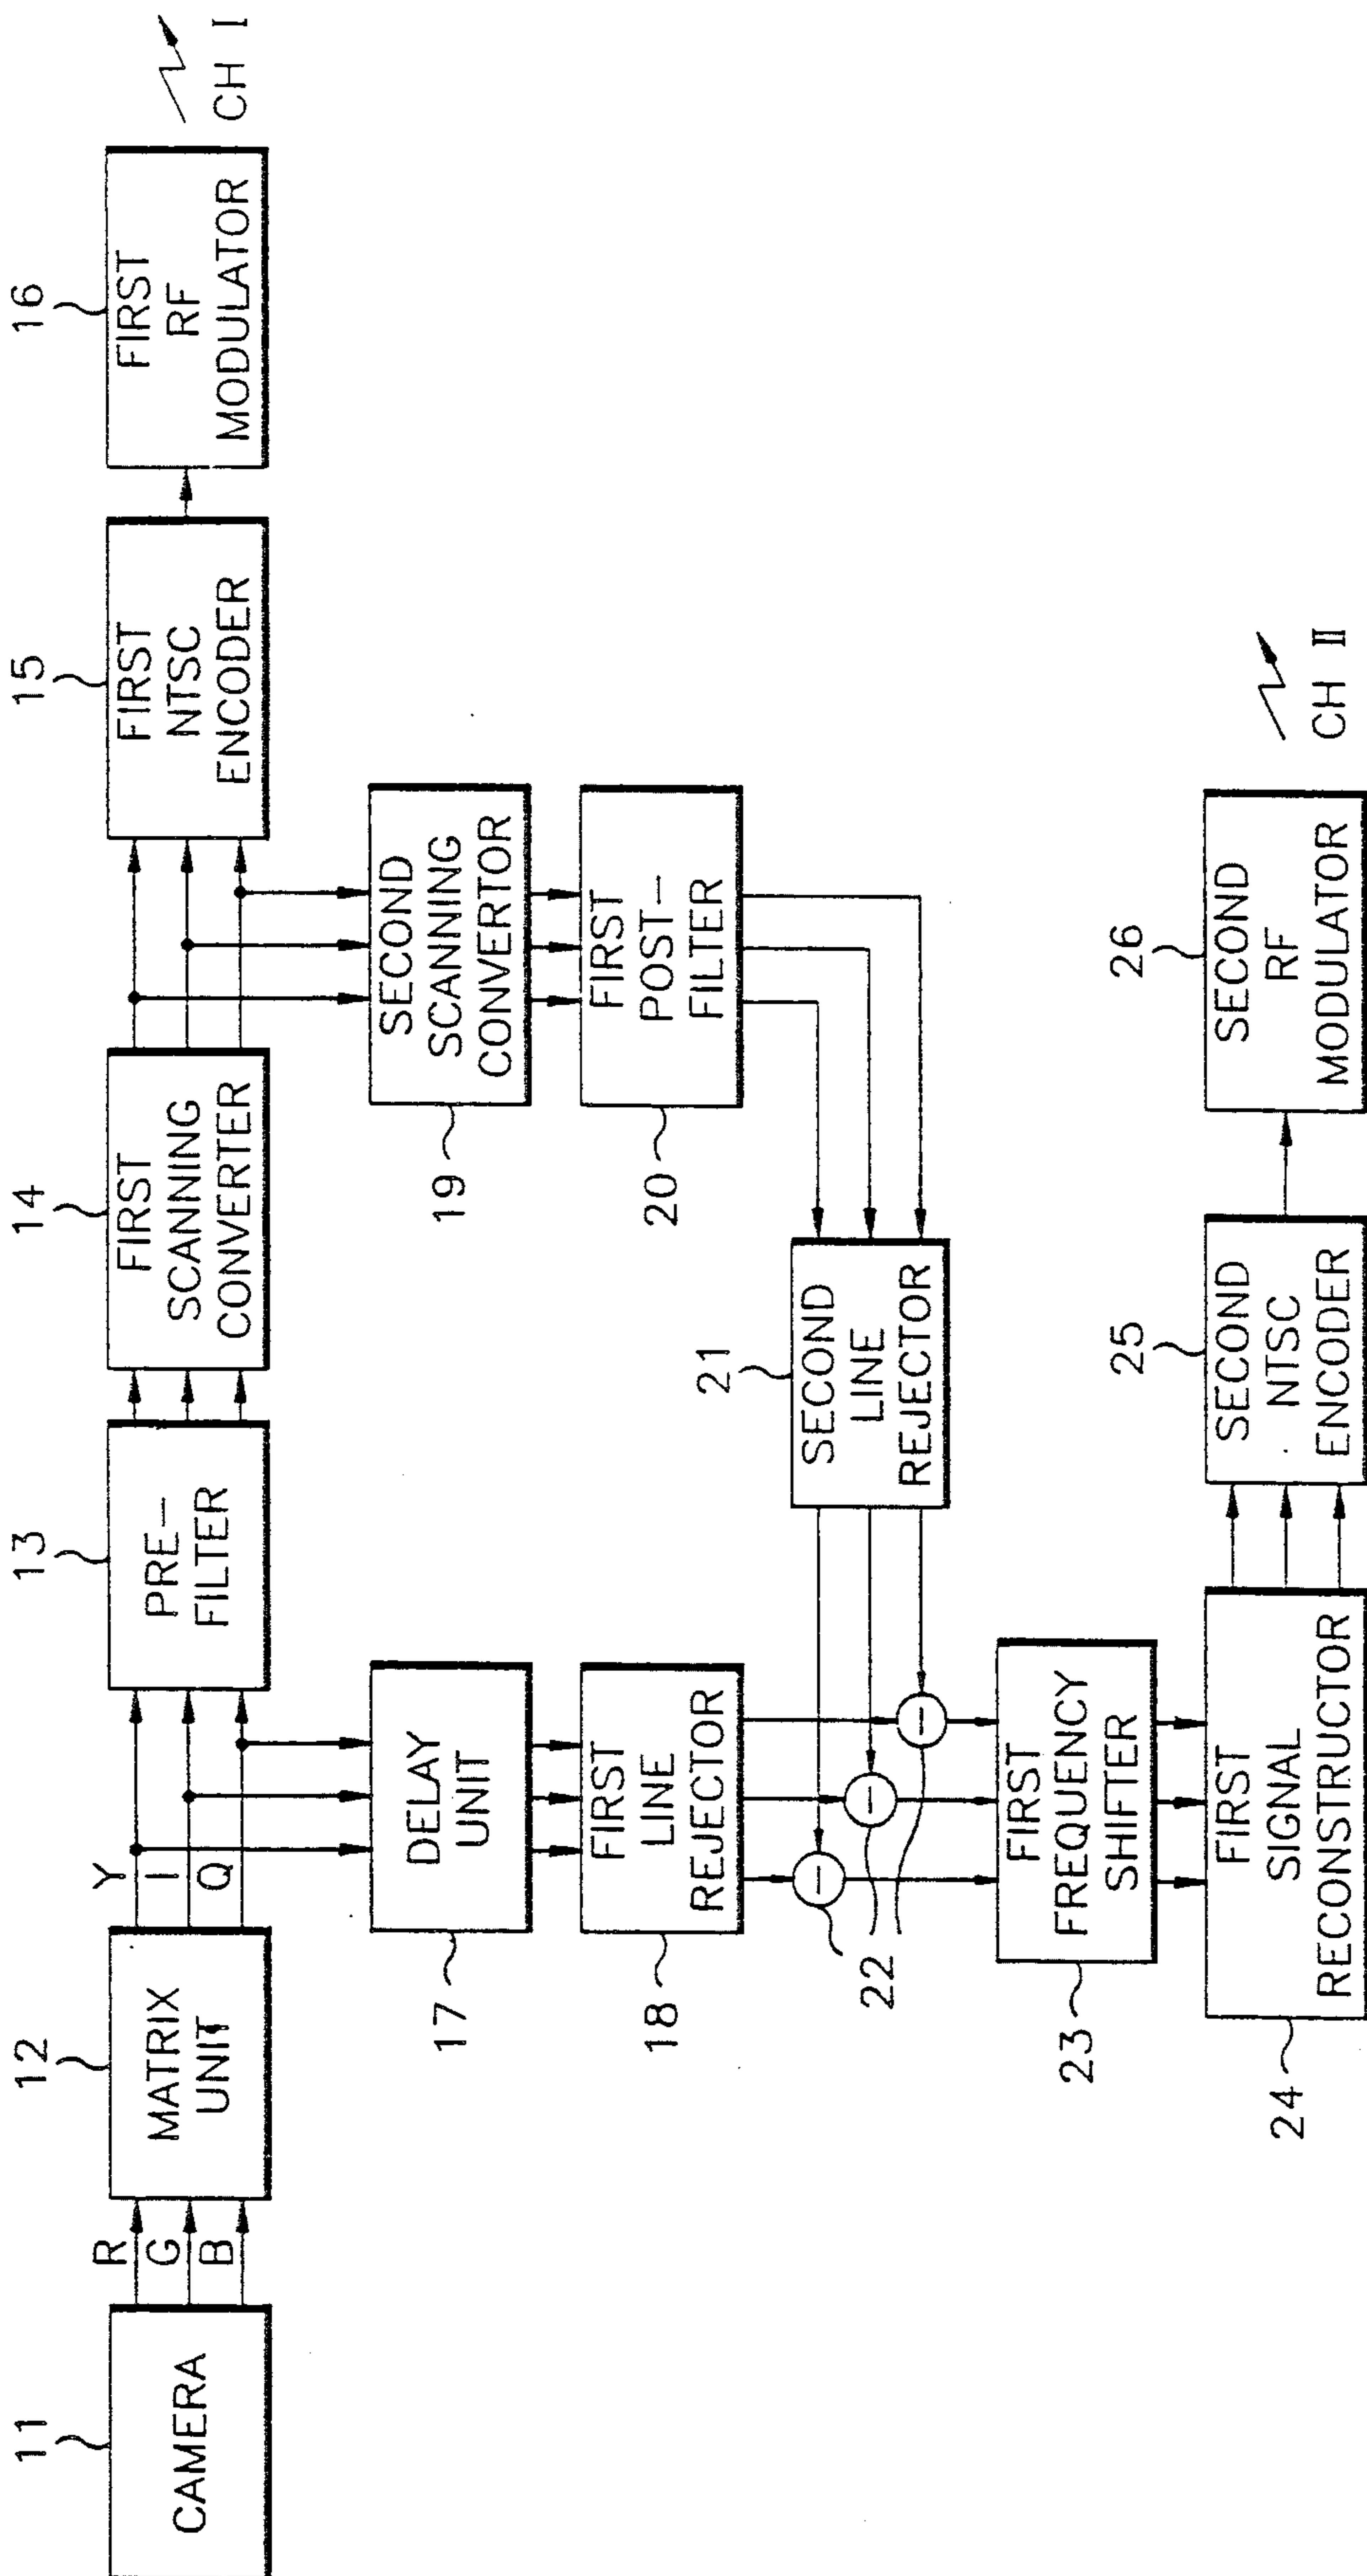 11
CAMERA
R
G
B
12
MATRIX
UNIT
Y
I
Q
13
PRE-
FILTER
14
FIRST
SCANNING
CONVERTER
15
FIRST
NTSC
ENCODER
16
FIRST
RF
MODULATOR
CH I
17
DELAY
UNIT
19
SECOND
SCANNING
CONVERTOR
18
FIRST
LINE
REJECTOR
20
FIRST
POST-
FILTER
21
SECOND
LINE
REJECTOR
22
23
FIRST
FREQUENCY
SHIFTER
24
FIRST
SIGNAL
RECONSTRUCTOR
25
SECOND
NTSC
ENCODER
26
SECOND
RF
MODULATOR
CH II